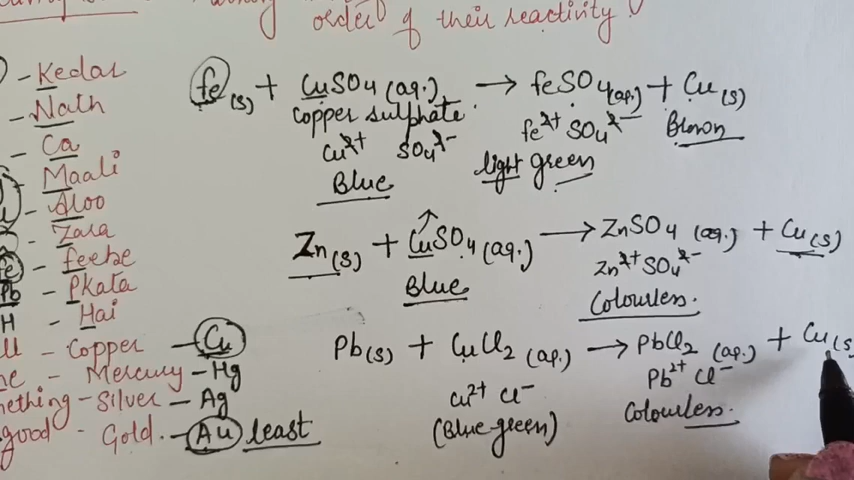 order of their reactivity.
- Kedar
- Nath
- Ca
- Maali
- Aloo
- Zara
fe - feebe
Pb - Pkata
H - Hai
- Copper - Cu
- Mercury - Hg
- Silver - Ag
good - Gold - Au least
fe(s) + CuSO4 (aq.) → feSO4 (aq.) + Cu(s)
Copper sulphate
Cu2+ SO42- fe2+ SO42- Brown
Blue light green
Zn(s) + CuSO4 (aq.) → ZnSO4 (aq.) + Cu(s)
Zn2+ SO42-
Blue Colourless.
Pb(s) + CuCl2 (aq.) → PbCl2 (aq.) + Cu(s)
Cu2+ Cl- Pb2+ Cl-
(Blue-green) Colourless.